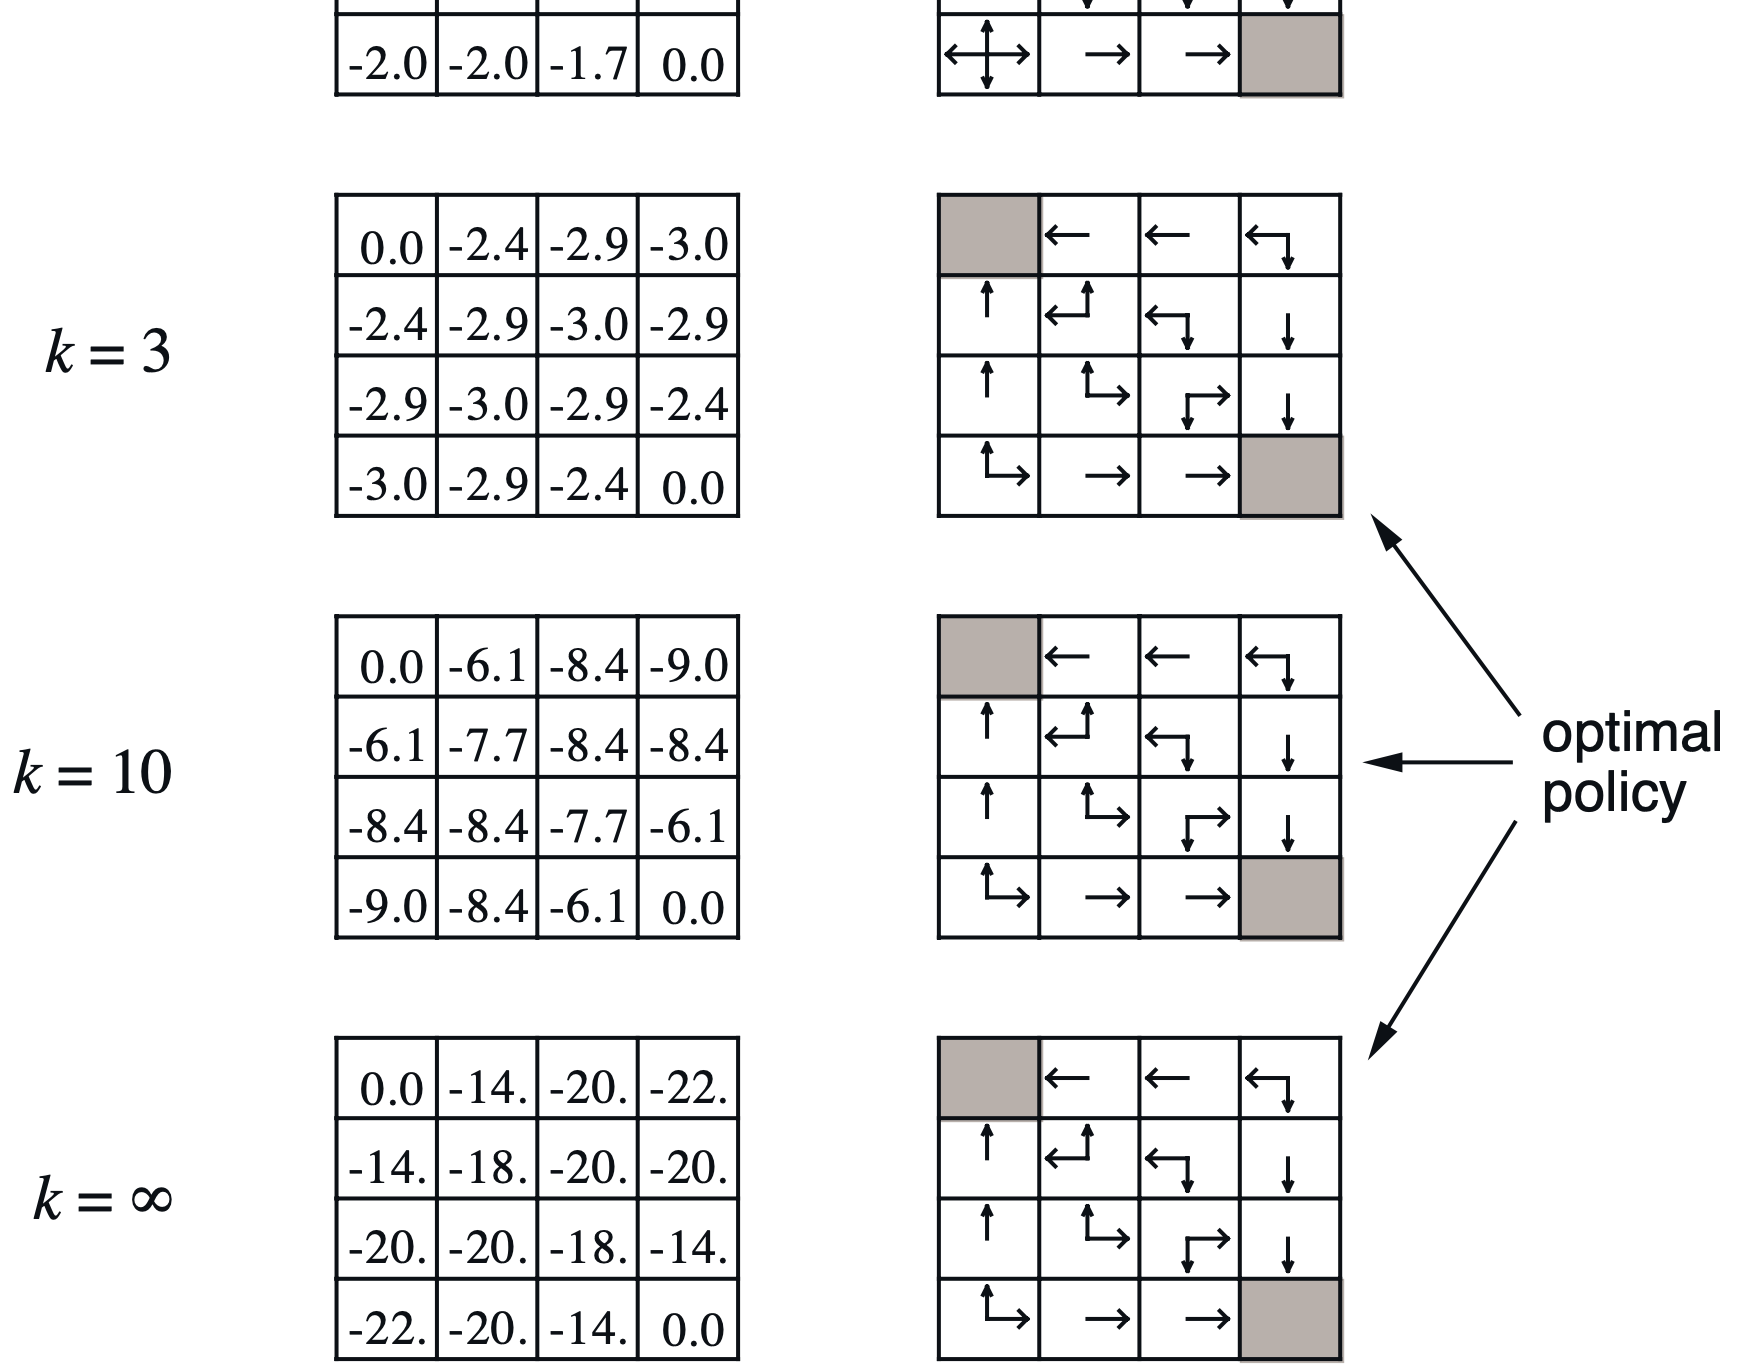 -2.0 -2.0 -1.7 0.0
k = 3
0.0 -2.4 -2.9 -3.0
-2.4 -2.9 -3.0 -2.9
-2.9 -3.0 -2.9 -2.4
-3.0 -2.9 -2.4 0.0
k = 10
0.0 -6.1 -8.4 -9.0
-6.1 -7.7 -8.4 -8.4
-8.4 -8.4 -7.7 -6.1
-9.0 -8.4 -6.1 0.0
optimal
policy
k = ∞
0.0 -14. -20. -22.
-14. -18. -20. -20.
-20. -20. -18. -14.
-22. -20. -14. 0.0